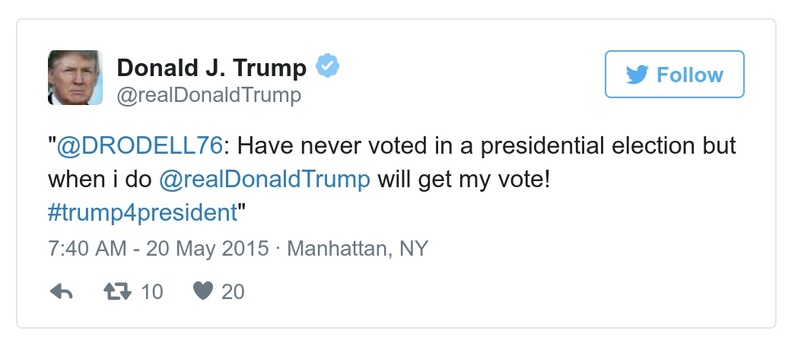 Donald J. Trump
@realDonaldTrump
Follow
"@DRODELL76: Have never voted in a presidential election but
when i do @realDonaldTrump will get my vote!
#trump4president"
7:40 AM - 20 May 2015 · Manhattan, NY
10 20